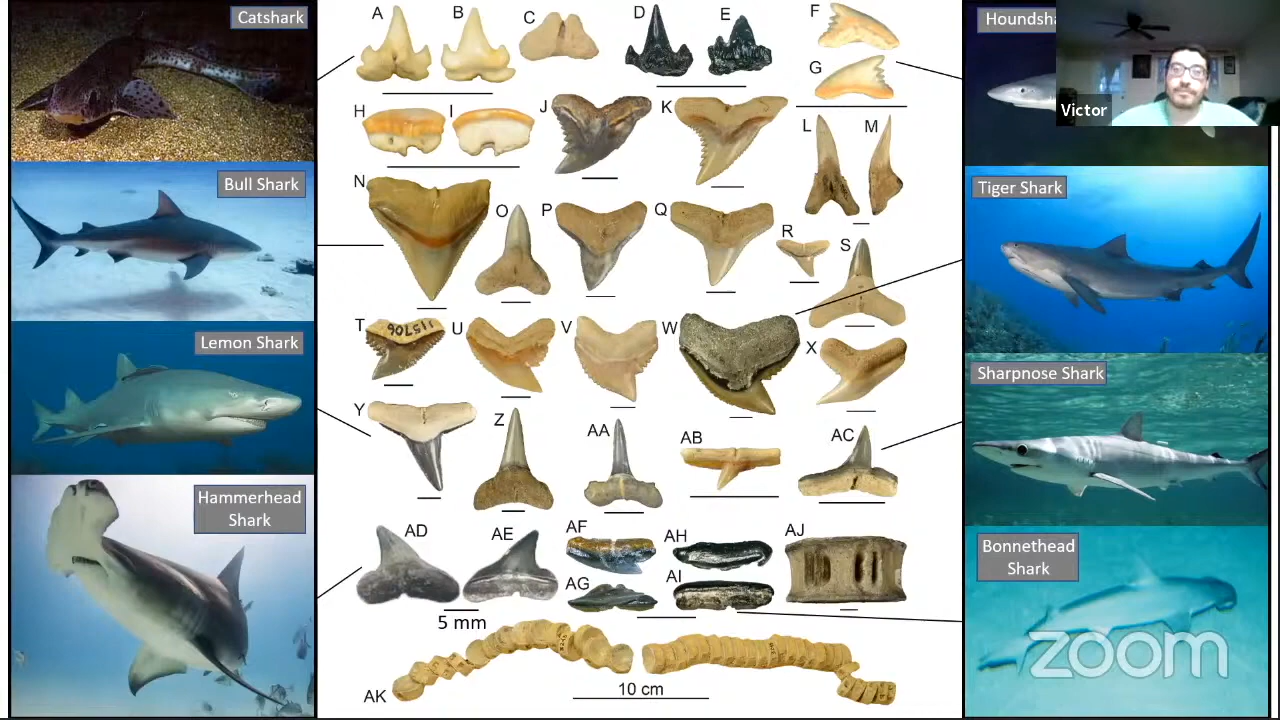 Catshark
Bull Shark
Lemon Shark
Hammerhead
Shark
A
B
C
D
E
F
G
H
I
J
K
L
M
N
O
P
Q
R
S
T
115706
U
V
W
X
Y
Z
AA
AB
AC
AD
AE
AF
AG
AH
AI
AJ
5 mm
AK
10 cm
Victor
Tiger Shark
Sharpnose Shark
Bonnethead
Shark
zoom